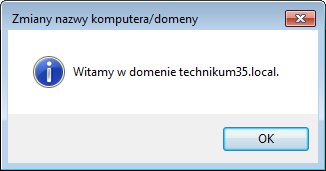 Zmiany nazwy komputera/domeny
Witamy w domenie technikum35.local.
OK